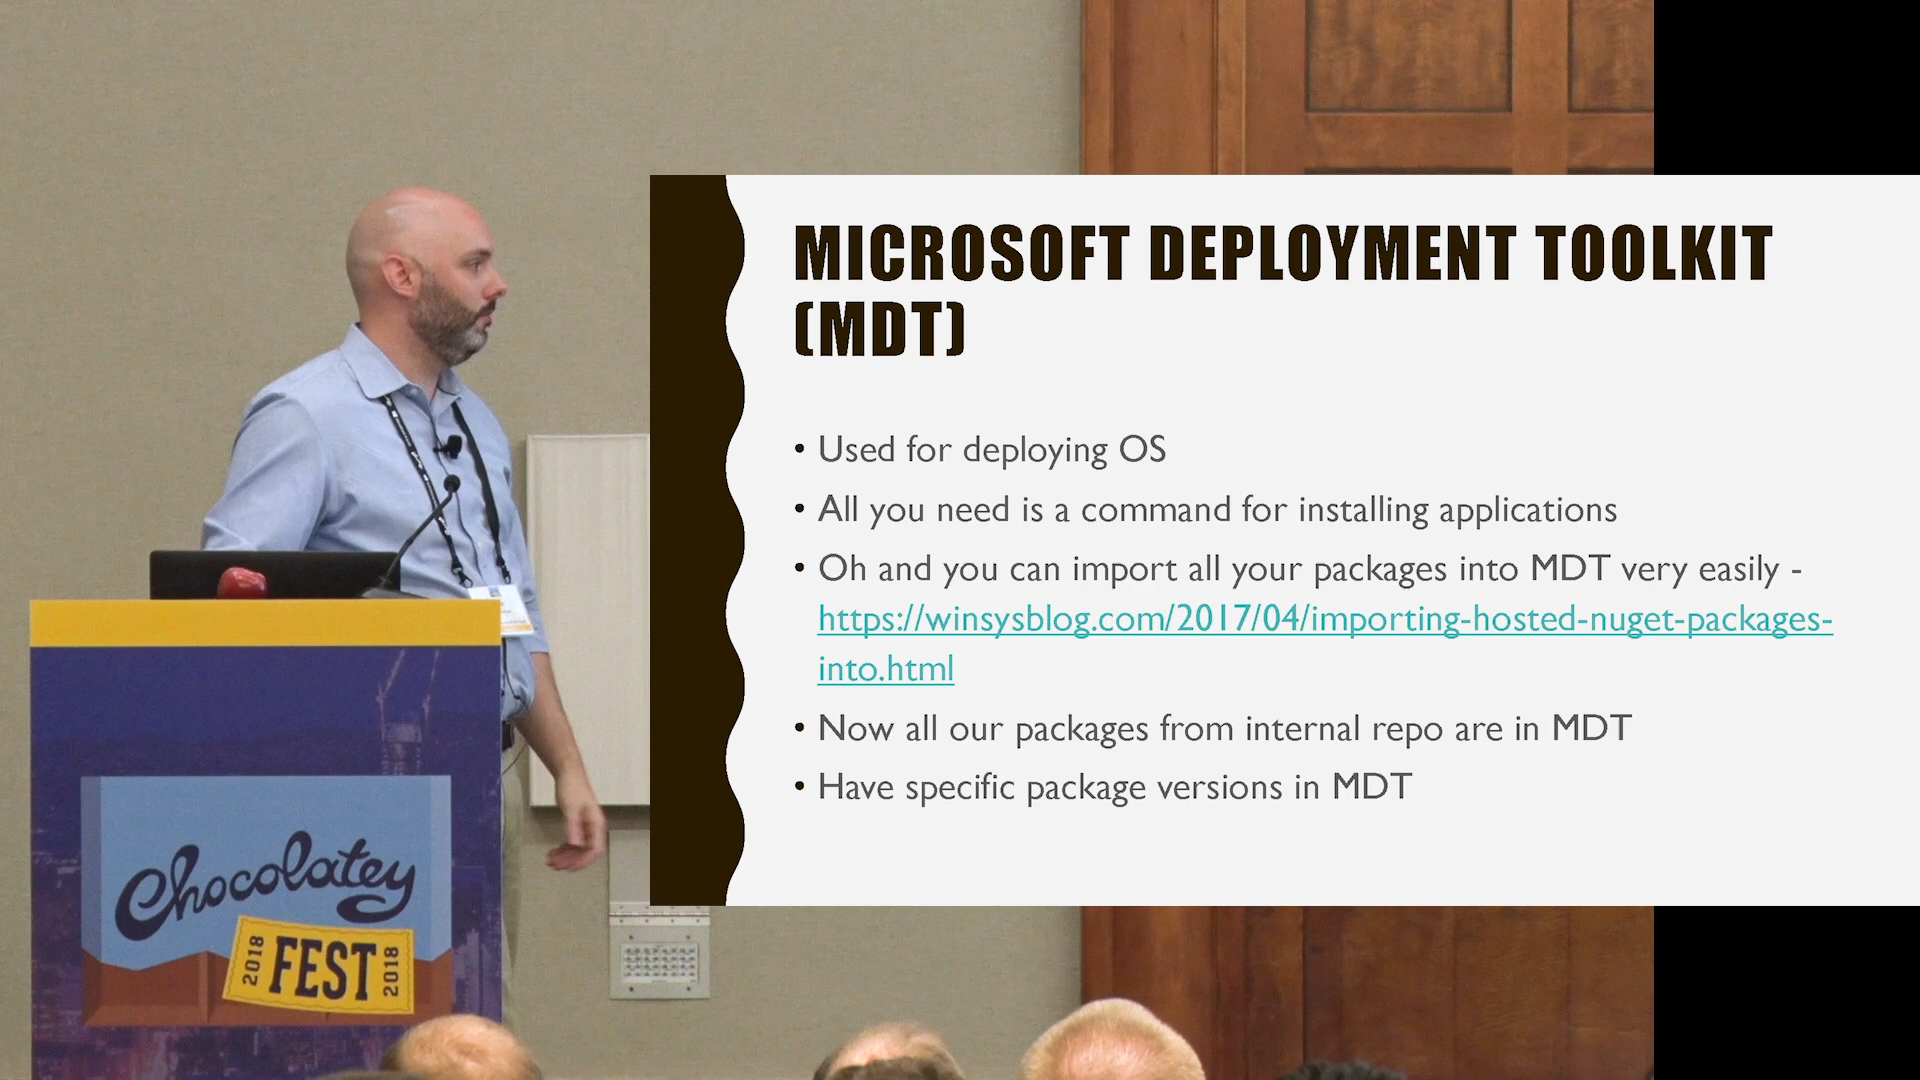 MICROSOFT DEPLOYMENT TOOLKIT
(MDT)
• Used for deploying OS
• All you need is a command for installing applications
• Oh and you can import all your packages into MDT very easily -
https://winsysblog.com/2017/04/importing-hosted-nuget-packages-
into.html
• Now all our packages from internal repo are in MDT
• Have specific package versions in MDT
Chocolatey
2018 FEST 2018